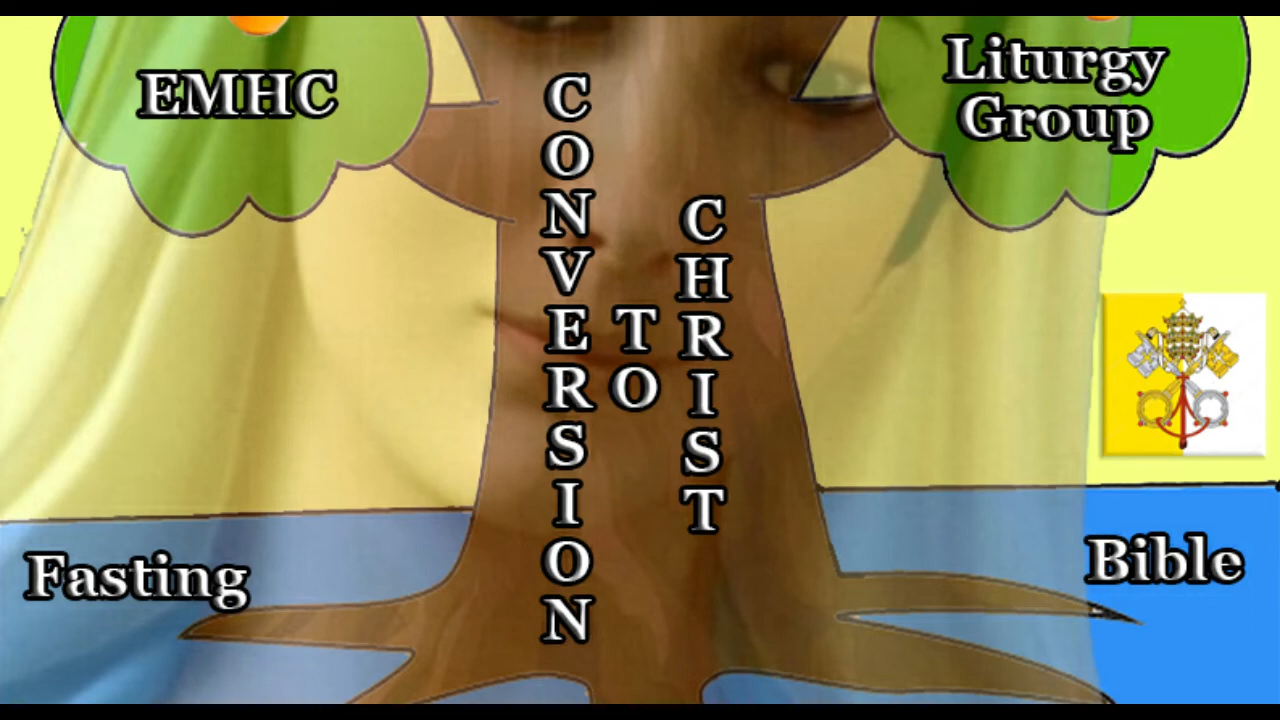 EMHC
Liturgy
Group
CONVERSION
TO
CHRIST
Fasting
Bible